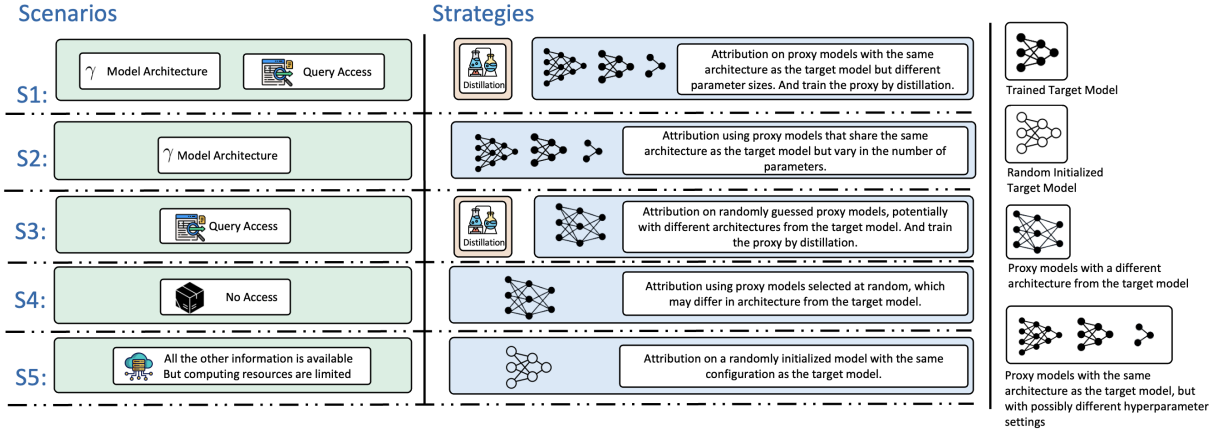 Scenarios
Strategies
S1:
γ Model Architecture
Query Access
Distillation
Attribution on proxy models with the same
architecture as the target model but different
parameter sizes. And train the proxy by distillation.
S2:
γ Model Architecture
Attribution using proxy models that share the same
architecture as the target model but vary in the number of
parameters.
S3:
Query Access
Distillation
Attribution on randomly guessed proxy models, potentially
with different architectures from the target model. And train
the proxy by distillation.
S4:
No Access
Attribution using proxy models selected at random, which
may differ in architecture from the target model.
S5:
All the other information is available
But computing resources are limited
Attribution on a randomly initialized model with the same
configuration as the target model.
Trained Target Model
Random Initialized
Target Model
Proxy models with a different
architecture from the target model
Proxy models with the same
architecture as the target model, but
with possibly different hyperparameter
settings